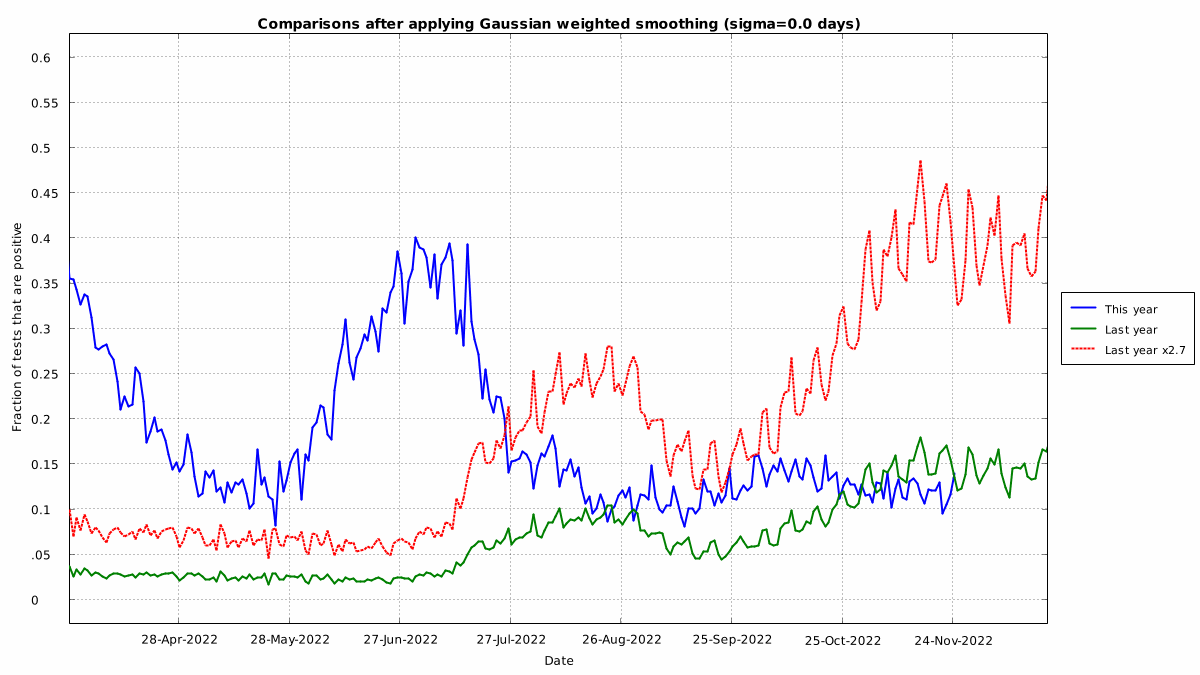 Comparisons after applying Gaussian weighted smoothing (sigma=0.0 days)
0.6
0.55
0.5
0.45
0.4
0.35
0.3
0.25
0.2
0.15
0.1
.05
0
Fraction of tests that are positive
28-Apr-2022
28-May-2022
27-Jun-2022
27-Jul-2022
26-Aug-2022
25-Sep-2022
25-Oct-2022
24-Nov-2022
Date
This year
Last year
Last year x2.7